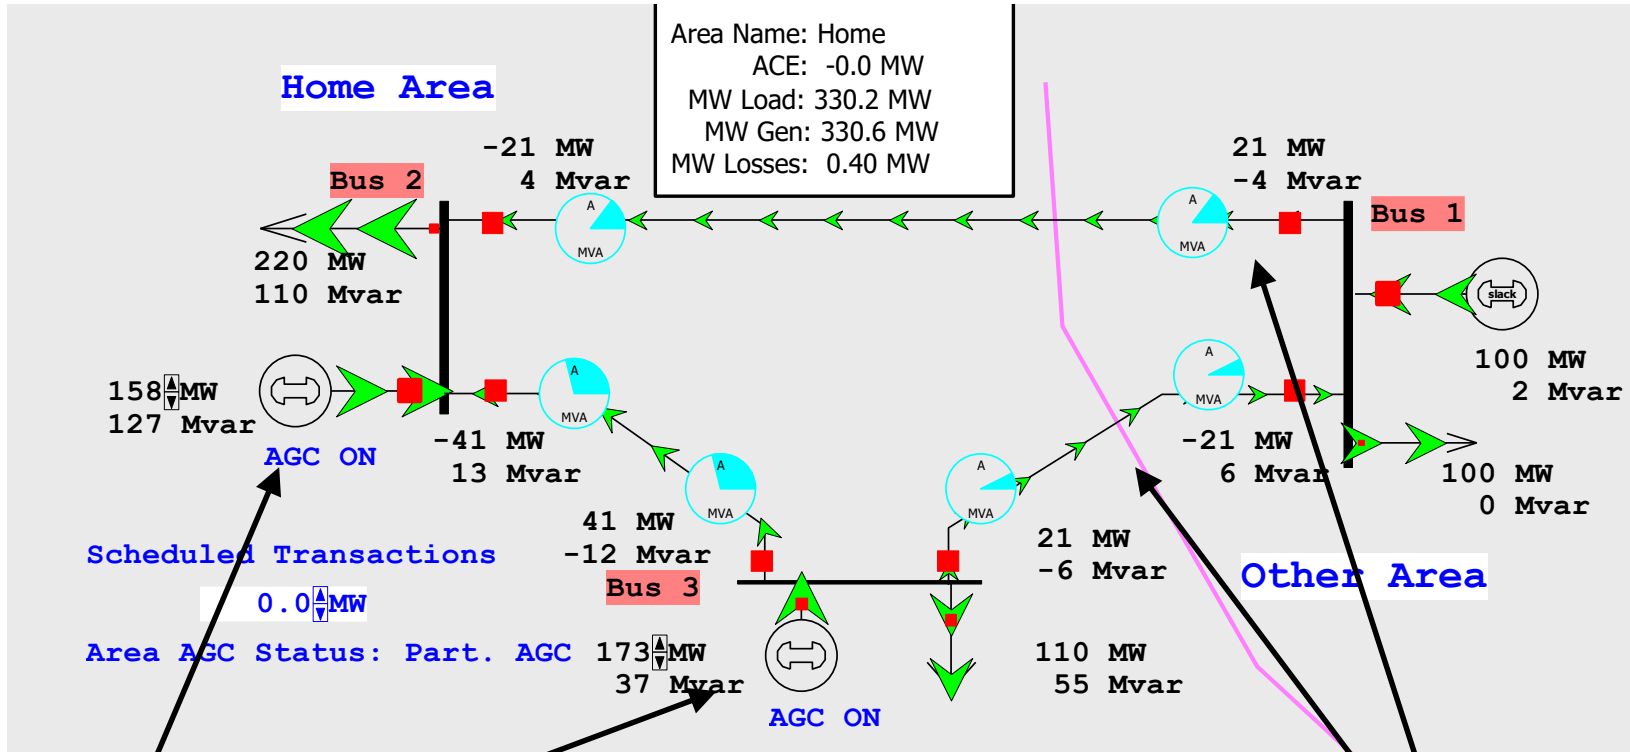 Area Name: Home
ACE: -0.0 MW
MW Load: 330.2 MW
MW Gen: 330.6 MW
MW Losses: 0.40 MW
Home Area
-21 MW
4 Mvar
21 MW
-4 Mvar
Bus 2
Bus 1
A
MVA
A
MVA
220 MW
110 Mvar
slack
100 MW
2 Mvar
158 MW
127 Mvar
AGC ON
A
MVA
A
MVA
-41 MW
13 Mvar
-21 MW
6 Mvar
100 MW
0 Mvar
A
MVA
A
MVA
41 MW
-12 Mvar
21 MW
-6 Mvar
Scheduled Transactions
0.0 MW
Bus 3
Other Area
Area AGC Status: Part. AGC
173 MW
37 Mvar
AGC ON
110 MW
55 Mvar